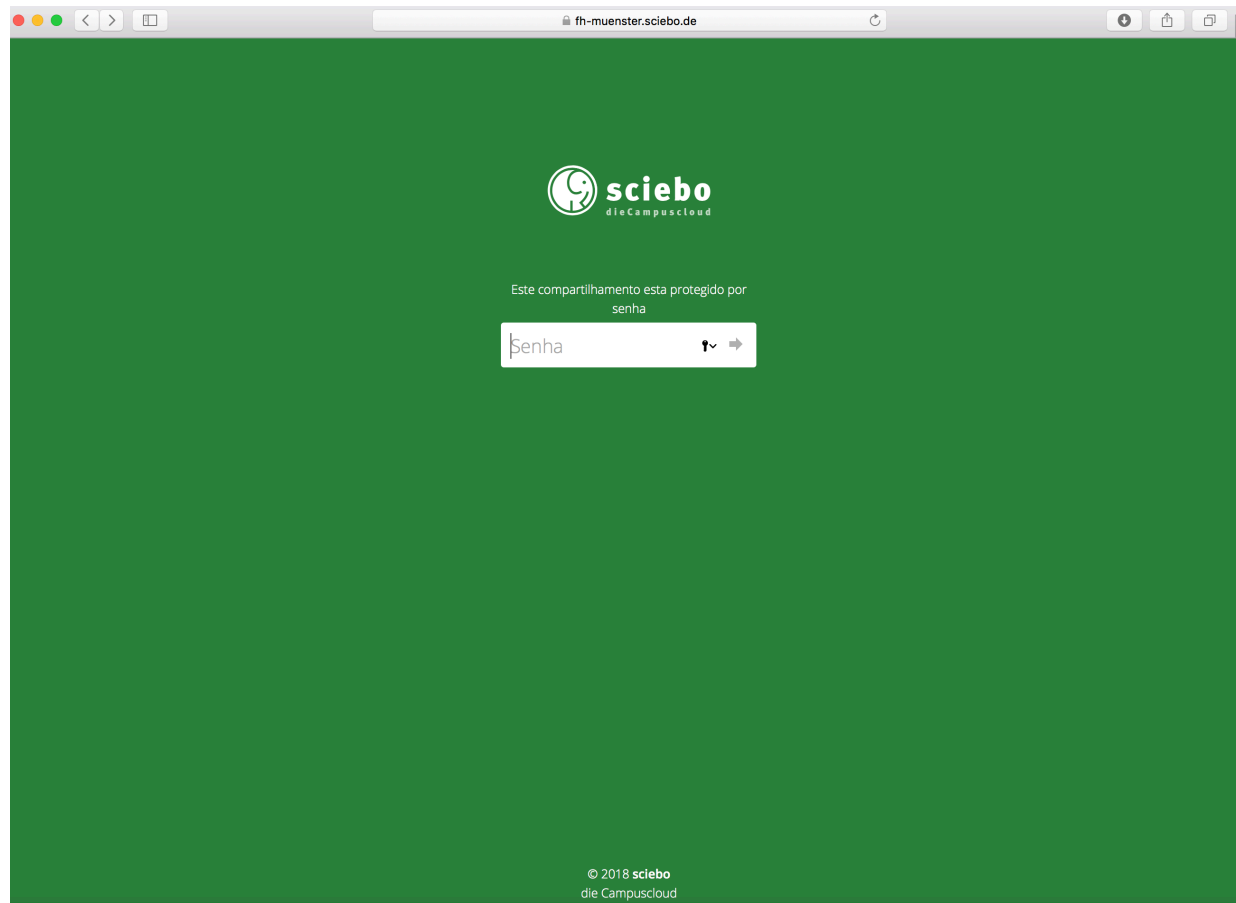 fh-muenster.sciebo.de
sciebo
dieCampuscloud
Este compartilhamento esta protegido por
senha
Senha
© 2018 sciebo
die Campuscloud